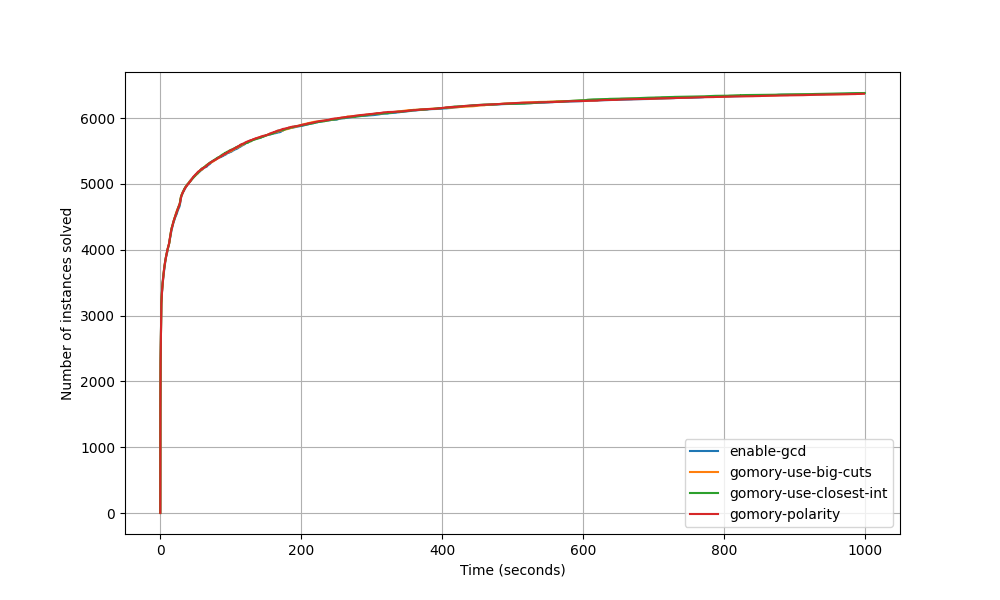 6000
5000
4000
3000
2000
1000
0
Number of instances solved
0 200 400 600 800 1000
Time (seconds)
enable-gcd
gomory-use-big-cuts
gomory-use-closest-int
gomory-polarity